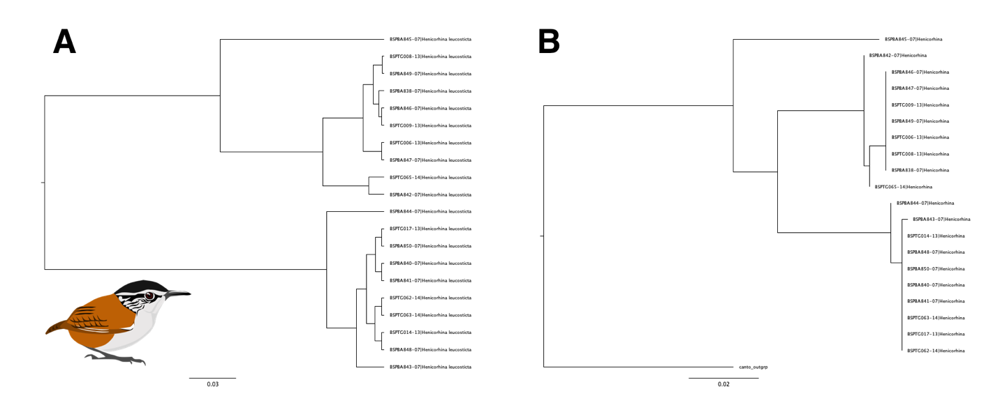 A
BSPBA845-07|Henicorhina leucosticta
BSPTG008-13|Henicorhina leucosticta
BSPBA849-07|Henicorhina leucosticta
BSPBA838-07|Henicorhina leucosticta
BSPBA846-07|Henicorhina leucosticta
BSPTG009-13|Henicorhina leucosticta
BSPTG006-13|Henicorhina leucosticta
BSPBA847-07|Henicorhina leucosticta
BSPTG065-14|Henicorhina leucosticta
BSPBA842-07|Henicorhina leucosticta
BSPBA844-07|Henicorhina leucosticta
BSPTG017-13|Henicorhina leucosticta
BSPBA850-07|Henicorhina leucosticta
BSPBA840-07|Henicorhina leucosticta
BSPBA841-07|Henicorhina leucosticta
BSPTG062-14|Henicorhina leucosticta
BSPTG063-14|Henicorhina leucosticta
BSPTG014-13|Henicorhina leucosticta
BSPBA848-07|Henicorhina leucosticta
BSPBA843-07|Henicorhina leucosticta
0.03
B
BSPBA845-07|Henicorhina
BSPBA842-07|Henicorhina
BSPBA846-07|Henicorhina
BSPBA847-07|Henicorhina
BSPTG009-13|Henicorhina
BSPBA849-07|Henicorhina
BSPTG006-13|Henicorhina
BSPTG008-13|Henicorhina
BSPBA838-07|Henicorhina
BSPTG065-14|Henicorhina
BSPBA844-07|Henicorhina
BSPBA843-07|Henicorhina
BSPTG014-13|Henicorhina
BSPBA848-07|Henicorhina
BSPBA850-07|Henicorhina
BSPBA840-07|Henicorhina
BSPBA841-07|Henicorhina
BSPTG063-14|Henicorhina
BSPTG017-13|Henicorhina
BSPTG062-14|Henicorhina
canto_outgrp
0.02